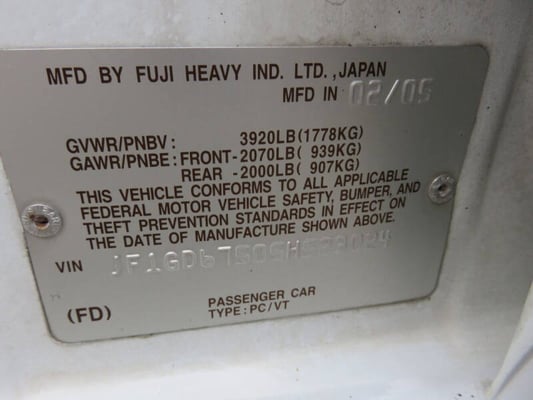 MFD BY FUJI HEAVY IND. LTD., JAPAN
MFD IN 02/05
GVWR/PNBV: 3920LB(1778KG)
GAWR/PNBE: FRONT-2070LB( 939KG)
REAR -2000LB( 907KG)
THIS VEHICLE CONFORMS TO ALL APPLICABLE
FEDERAL MOTOR VEHICLE SAFETY, BUMPER, AND
THEFT PREVENTION STANDARDS IN EFFECT ON
THE DATE OF MANUFACTURE SHOWN ABOVE.
VIN
(FD)
PASSENGER CAR
TYPE: PC/VT